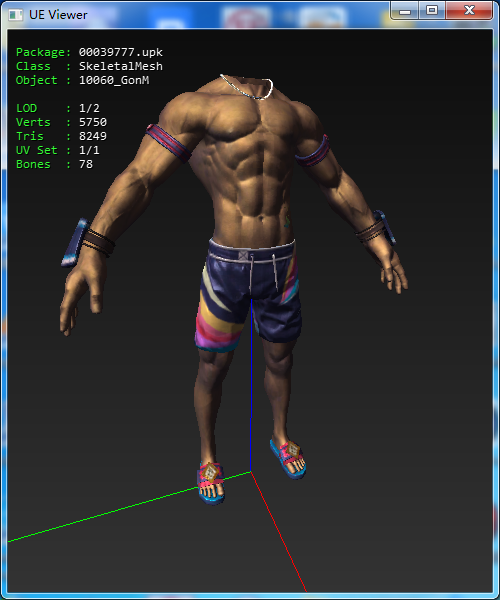 UE Viewer
Package: 00039777.upk
Class : SkeletalMesh
Object : 10060_GonM
LOD : 1/2
Verts : 5750
Tris : 8249
UV Set : 1/1
Bones : 78